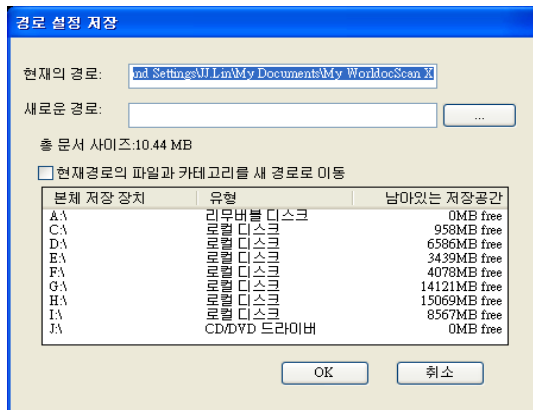 경로 설정 저장
현재의 경로: nd Settings\JJ.Lin\My Documents\My WorldocScan X
새로운 경로: ...
총 문서 사이즈:10.44 MB
현재경로의 파일과 카테고리를 새 경로로 이동
본체 저장 장치 유형 남아있는 저장공간
A:\ 리무버블 디스크 0MB free
C:\ 로컬 디스크 958MB free
D:\ 로컬 디스크 6586MB free
E:\ 로컬 디스크 3439MB free
F:\ 로컬 디스크 4078MB free
G:\ 로컬 디스크 14121MB free
H:\ 로컬 디스크 15069MB free
I:\ 로컬 디스크 8567MB free
J:\ CD/DVD 드라이버 0MB free
OK 취소